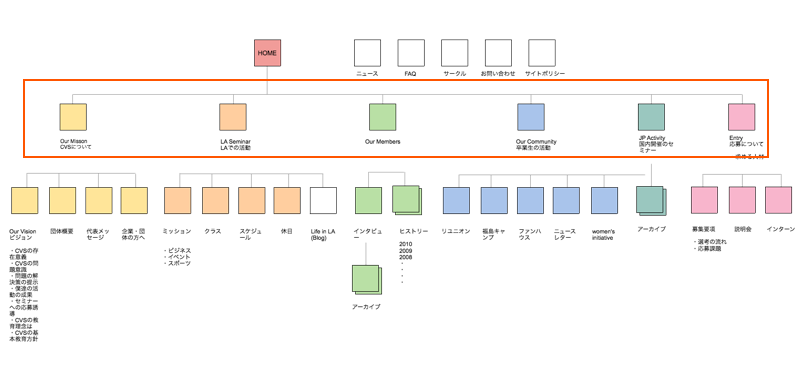 HOME
ニュース
FAQ
サークル
お問い合わせ
サイトポリシー
Our Misson
CVSについて
LA Seminar
LAでの活動
Our Members
Our Community
卒業生の活動
JP Activity
国内開催のセ
ミナー
Entry
応募について
求める人材
Our Vision
ビジョン
団体概要
代表メッ
セージ
企業・団
体の方へ
ミッション
クラス
スケジュ
ール
休日
Life in LA
(Blog)
インタビュ
ー
ヒストリー
2010
2009
2008
・
・
・
・
リユニオン
福島キャ
ンプ
ファンハ
ウス
ニュース
レター
women's
initiative
アーカイブ
募集要項
説明会
インターン
・CVSの存
在意義
・CVSの問
題意識
・問題の解
決策の提示
・僕達の活
動の成果
・セミナー
への応募誘
導
・CVSの教
育理念は
・CVSの基
本教育方針
・ビジネス
・イベント
・スポーツ
・選考の流れ
・応募課題
アーカイブ